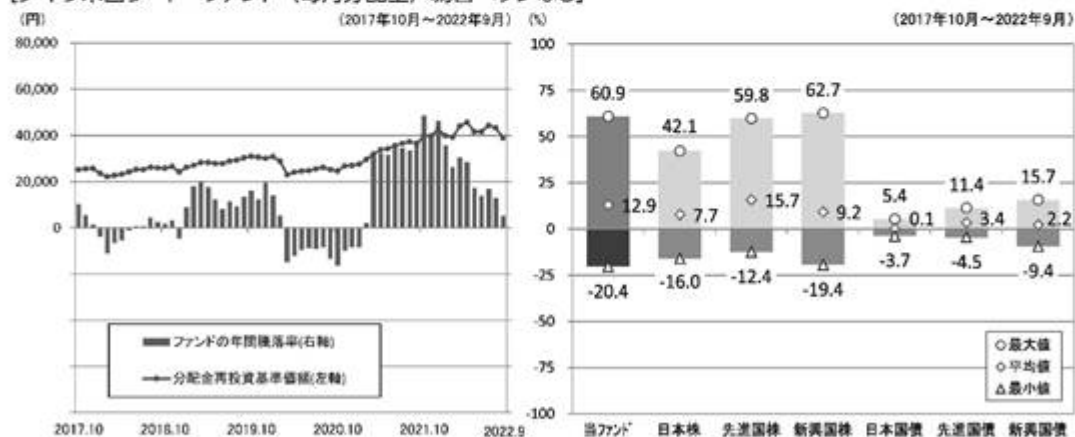 (円)
(2017年10月～2022年9月)
80,000
60,000
40,000
20,000
0
ファンドの年間騰落率(右軸)
分配金再投資基準価額(左軸)
2017.10 2018.10 2019.10 2020.10 2021.10 2022.9
(%)
(2017年10月～2022年9月)
100
75
50
25
0
-25
-50
-75
-100
60.9 42.1 59.8 62.7 5.4 11.4 15.7
12.9 7.7 15.7 9.2 0.1 3.4 2.2
-20.4 -16.0 -12.4 -19.4 -3.7 -4.5 -9.4
最大値
平均値
最小値
当ファンド 日本株 先進国株 新興国株 日本国債 先進国債 新興国債